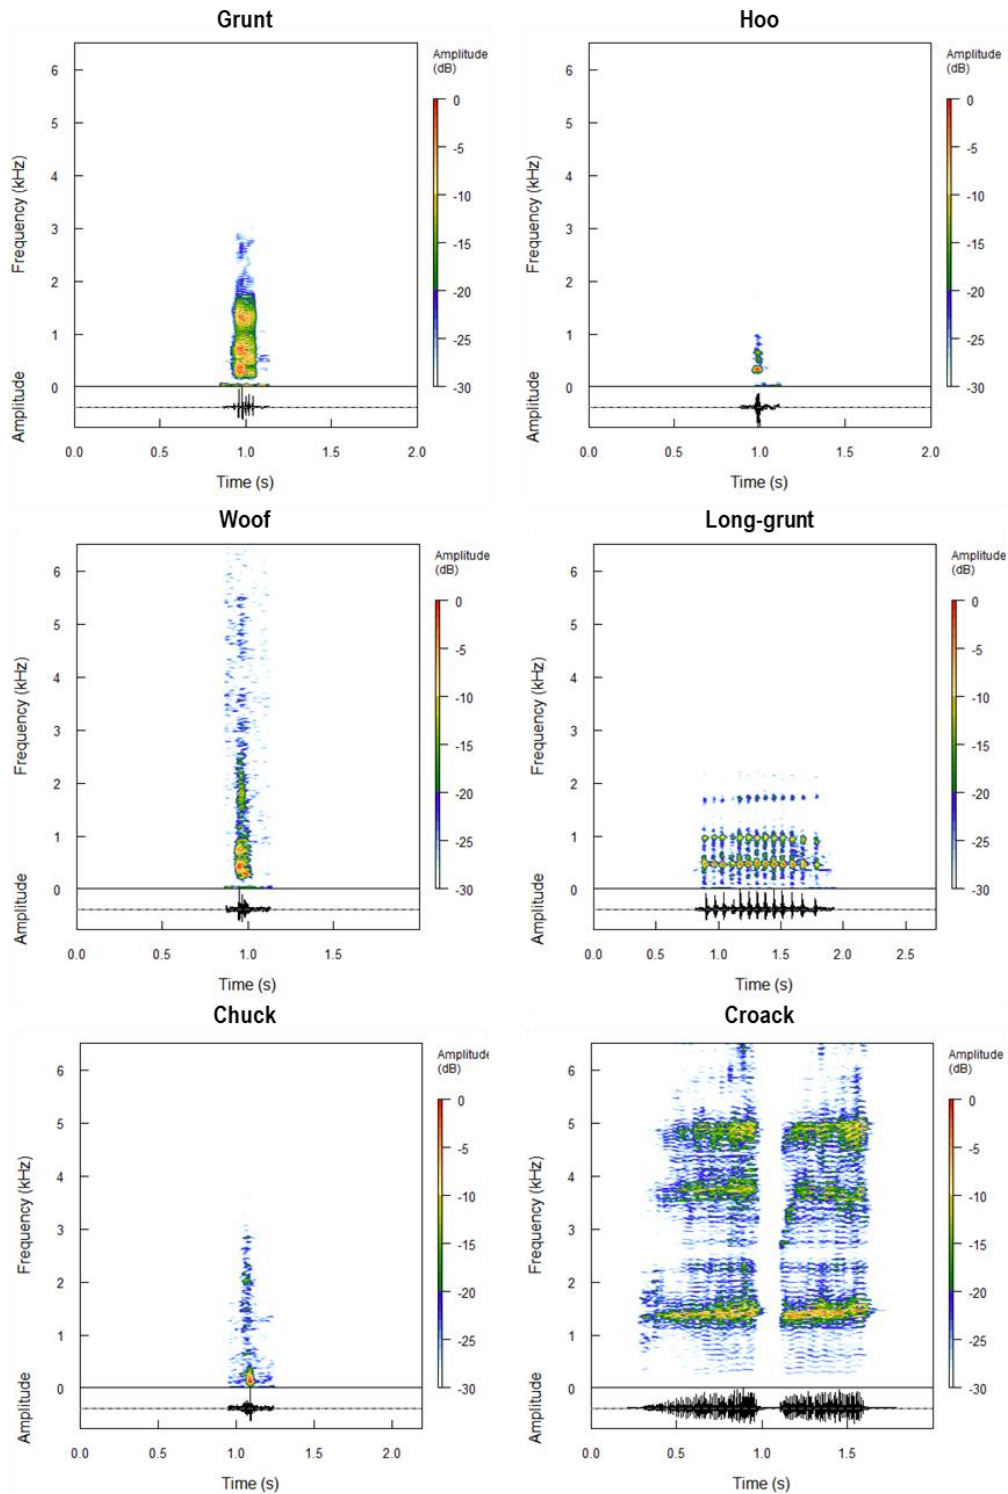 Grunt
Amplitude
(dB)
Frequency (kHz)
6
5
4
3
2
1
0
0
-5
-10
-15
-20
-25
-30
Amplitude
0.0 0.5 1.0 1.5 2.0
Time (s)
Hoo
Amplitude
(dB)
Frequency (kHz)
6
5
4
3
2
1
0
0
-5
-10
-15
-20
-25
-30
Amplitude
0.0 0.5 1.0 1.5 2.0
Time (s)
Woof
Amplitude
(dB)
Frequency (kHz)
6
5
4
3
2
1
0
0
-5
-10
-15
-20
-25
-30
Amplitude
0.0 0.5 1.0 1.5
Time (s)
Long-grunt
Amplitude
(dB)
Frequency (kHz)
6
5
4
3
2
1
0
0
-5
-10
-15
-20
-25
-30
Amplitude
0.0 0.5 1.0 1.5 2.0 2.5
Time (s)
Chuck
Amplitude
(dB)
Frequency (kHz)
6
5
4
3
2
1
0
0
-5
-10
-15
-20
-25
-30
Amplitude
0.0 0.5 1.0 1.5 2.0
Time (s)
Croack
Amplitude
(dB)
Frequency (kHz)
6
5
4
3
2
1
0
0
-5
-10
-15
-20
-25
-30
Amplitude
0.0 0.5 1.0 1.5
Time (s)